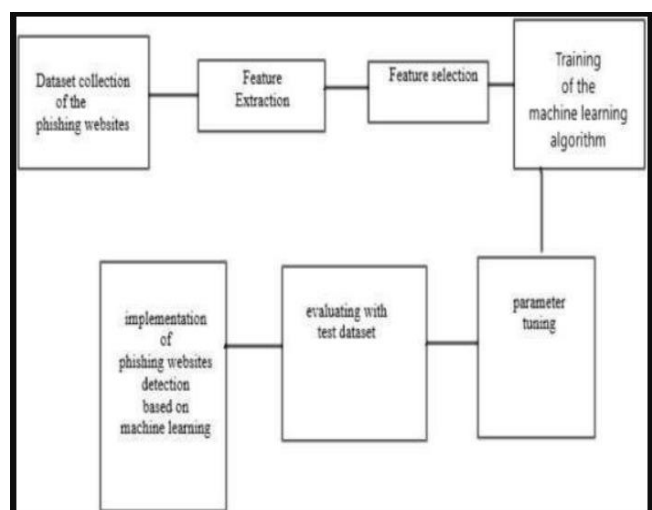 Dataset collection
of the
phishing websites
Feature
Extraction
Feature selection
Training
of the
machine learning
algorithm
parameter
tuning
evaluating with
test dataset
implementation
of
phishing websites
detection
based on
machine learning